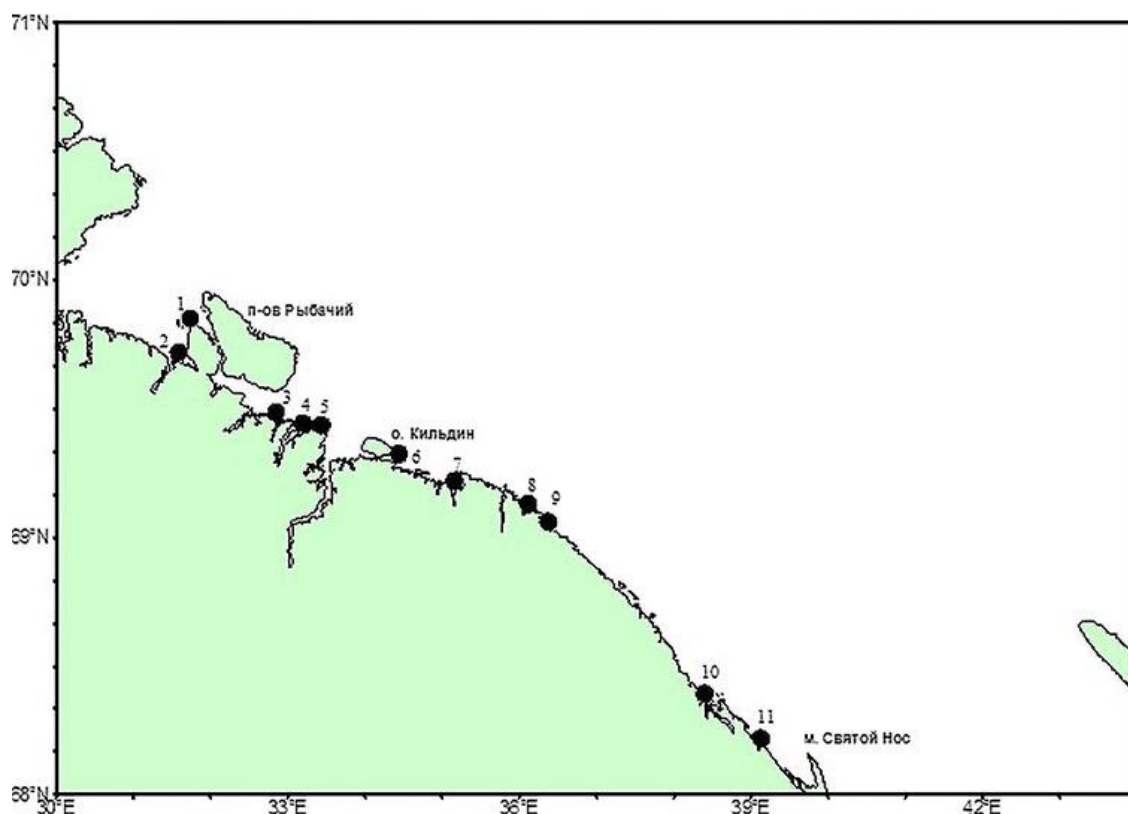 71°N
70°N
1
п-ов Рыбачий
2
3
4
5
о. Кильдин
6
7
8
9
69°N
10
11
м. Святой Нос
68°N
30°E
33°E
36°E
39°E
42°E